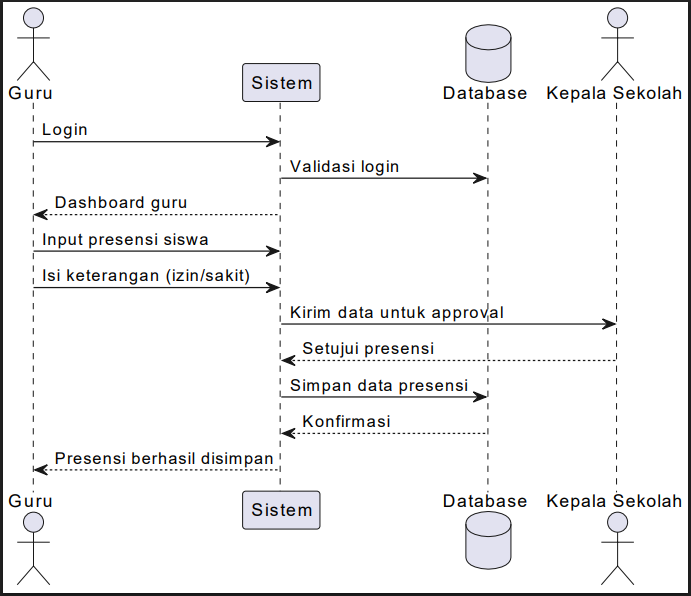 Guru
Sistem
Database
Kepala Sekolah
Login
Validasi login
Dashboard guru
Input presensi siswa
Isi keterangan (izin/sakit)
Kirim data untuk approval
Setujui presensi
Simpan data presensi
Konfirmasi
Presensi berhasil disimpan
Guru
Sistem
Database
Kepala Sekolah